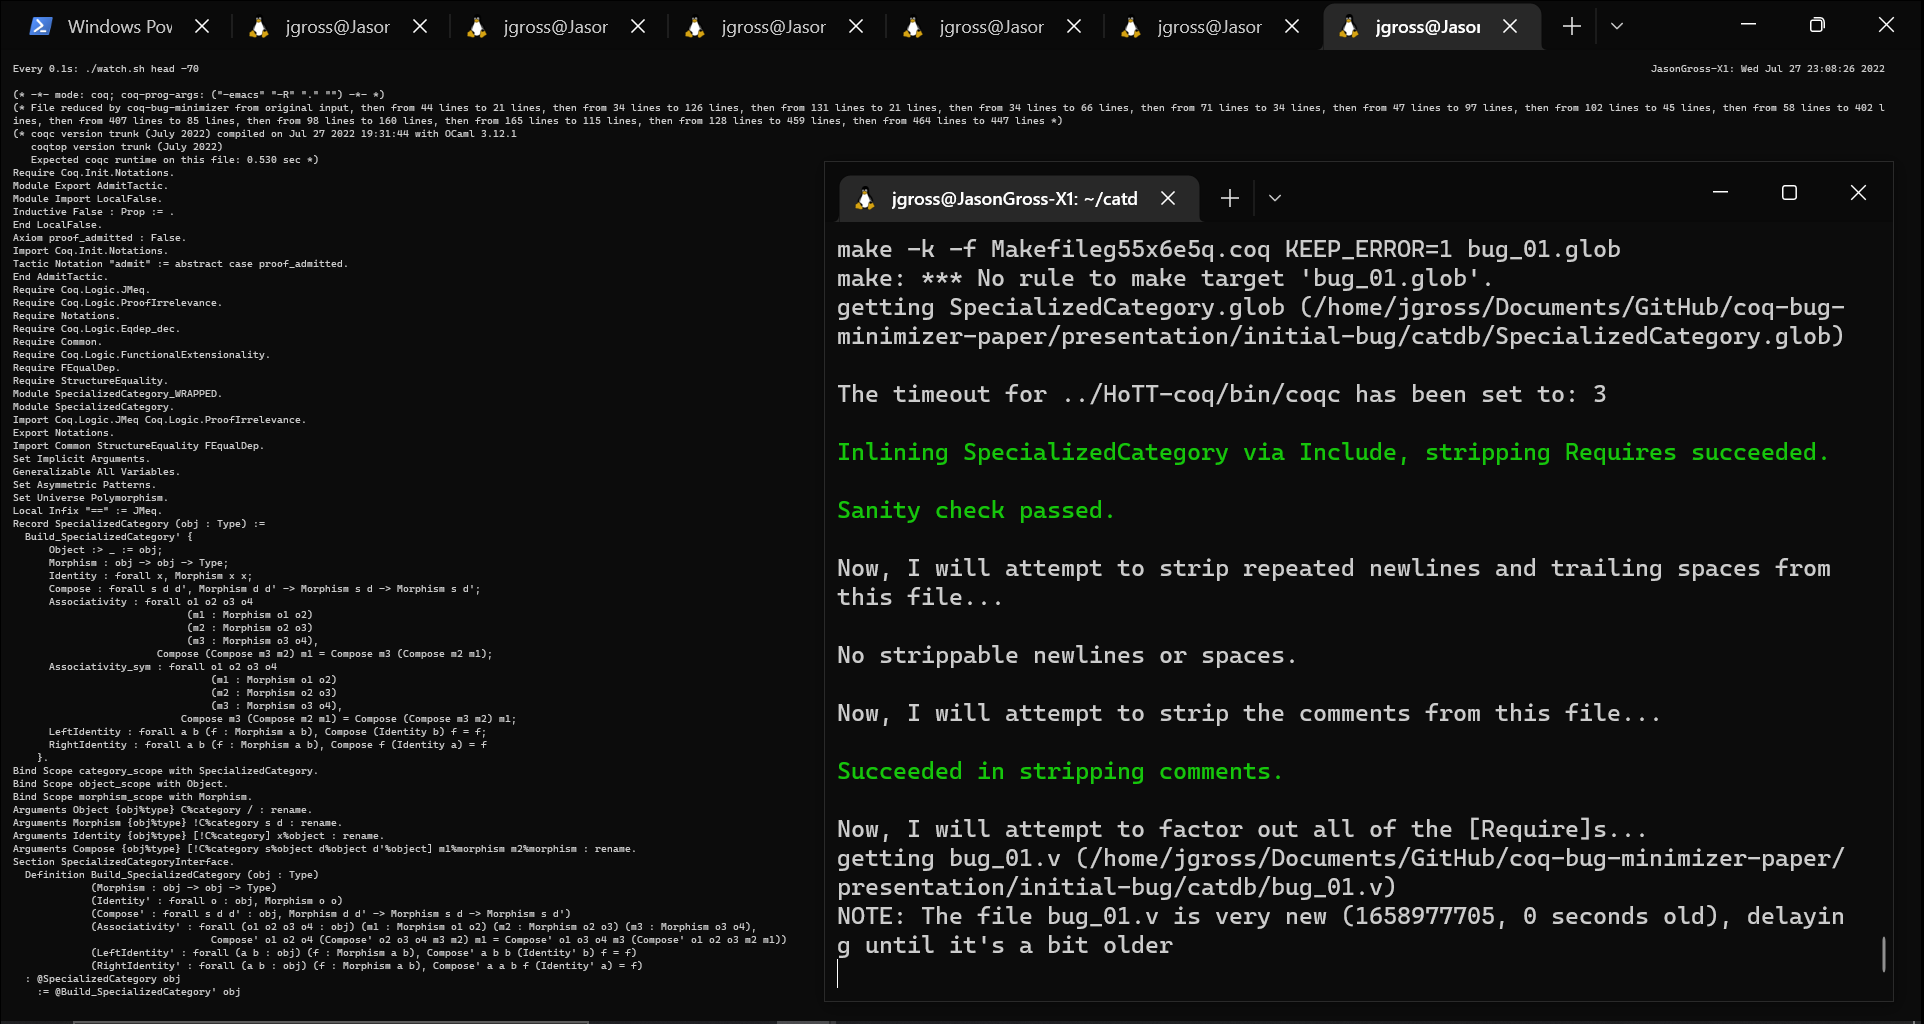 Windows Pov
jgross@Jasor
jgross@Jasor
jgross@Jasor
jgross@Jasor
jgross@Jasor
jgross@Jasor
Every 0.1s: ./watch.sh head -70
JasonGross-X1: Wed Jul 27 23:08:26 2022
(* -*- mode: coq; coq-prog-args: ("-emacs" "-R" "." "") -*- *)
(* File reduced by coq-bug-minimizer from original input, then from 44 lines to 21 lines, then from 34 lines to 126 lines, then from 131 lines to 21 lines, then from 34 lines to 66 lines, then from 71 lines to 34 lines, then from 47 lines to 97 lines, then from 102 lines to 45 lines, then from 58 lines to 402 l
ines, then from 407 lines to 85 lines, then from 98 lines to 160 lines, then from 165 lines to 115 lines, then from 128 lines to 459 lines, then from 464 lines to 447 lines *)
(* coqc version trunk (July 2022) compiled on Jul 27 2022 19:31:44 with OCaml 3.12.1
   coqtop version trunk (July 2022)
   Expected coqc runtime on this file: 0.530 sec *)
Require Coq.Init.Notations.
Module Export AdmitTactic.
Module Import LocalFalse.
Inductive False : Prop := .
End LocalFalse.
Axiom proof_admitted : False.
Import Coq.Init.Notations.
Tactic Notation "admit" := abstract case proof_admitted.
End AdmitTactic.
Require Coq.Logic.JMeq.
Require Coq.Logic.ProofIrrelevance.
Require Notations.
Require Coq.Logic.Eqdep_dec.
Require Common.
Require Coq.Logic.FunctionalExtensionality.
Require FEqualDep.
Require StructureEquality.
Module SpecializedCategory_WRAPPED.
Module SpecializedCategory.
Import Coq.Logic.JMeq Coq.Logic.ProofIrrelevance.
Export Notations.
Import Common StructureEquality FEqualDep.
Set Implicit Arguments.
Generalizable All Variables.
Set Asymmetric Patterns.
Set Universe Polymorphism.
Local Infix "==" := JMeq.
Record SpecializedCategory (obj : Type) :=
  Build_SpecializedCategory' {
      Object :> _ := obj;
      Morphism : obj -> obj -> Type;
      Identity : forall x, Morphism x x;
      Compose : forall s d d', Morphism d d' -> Morphism s d -> Morphism s d';
      Associativity : forall o1 o2 o3 o4
                             (m1 : Morphism o1 o2)
                             (m2 : Morphism o2 o3)
                             (m3 : Morphism o3 o4),
                        Compose (Compose m3 m2) m1 = Compose m3 (Compose m2 m1);
      Associativity_sym : forall o1 o2 o3 o4
                                 (m1 : Morphism o1 o2)
                                 (m2 : Morphism o2 o3)
                                 (m3 : Morphism o3 o4),
                            Compose m3 (Compose m2 m1) = Compose (Compose m3 m2) m1;
      LeftIdentity : forall a b (f : Morphism a b), Compose (Identity b) f = f;
      RightIdentity : forall a b (f : Morphism a b), Compose f (Identity a) = f
    }.
Bind Scope category_scope with SpecializedCategory.
Bind Scope object_scope with Object.
Bind Scope morphism_scope with Morphism.
Arguments Object {obj%type} C%category / : rename.
Arguments Morphism {obj%type} !C%category s d : rename.
Arguments Identity {obj%type} [!C%category] x%object : rename.
Arguments Compose {obj%type} [!C%category s%object d%object d'%object] m1%morphism m2%morphism : rename.
Section SpecializedCategoryInterface.
  Definition Build_SpecializedCategory (obj : Type)
             (Morphism : obj -> obj -> Type)
             (Identity' : forall o : obj, Morphism o o)
             (Compose' : forall s d d' : obj, Morphism d d' -> Morphism s d -> Morphism s d')
             (Associativity' : forall (o1 o2 o3 o4 : obj) (m1 : Morphism o1 o2) (m2 : Morphism o2 o3) (m3 : Morphism o3 o4),
                                 Compose' o1 o2 o4 (Compose' o2 o3 o4 m3 m2) m1 = Compose' o1 o3 o4 m3 (Compose' o1 o2 o3 m2 m1))
             (LeftIdentity' : forall (a b : obj) (f : Morphism a b), Compose' a b b (Identity' b) f = f)
             (RightIdentity' : forall (a b : obj) (f : Morphism a b), Compose' a a b f (Identity' a) = f)
  : @SpecializedCategory obj
    := @Build_SpecializedCategory' obj
jgross@JasonGross-X1: ~/catd
make -k -f Makefileg55x6e5q.coq KEEP_ERROR=1 bug_01.glob
make: *** No rule to make target 'bug_01.glob'.
getting SpecializedCategory.glob (/home/jgross/Documents/GitHub/coq-bug-
minimizer-paper/presentation/initial-bug/catdb/SpecializedCategory.glob)
The timeout for ../HoTT-coq/bin/coqc has been set to: 3
Inlining SpecializedCategory via Include, stripping Requires succeeded.
Sanity check passed.
Now, I will attempt to strip repeated newlines and trailing spaces from
this file...
No strippable newlines or spaces.
Now, I will attempt to strip the comments from this file...
Succeeded in stripping comments.
Now, I will attempt to factor out all of the [Require]s...
getting bug_01.v (/home/jgross/Documents/GitHub/coq-bug-minimizer-paper/
presentation/initial-bug/catdb/bug_01.v)
NOTE: The file bug_01.v is very new (1658977705, 0 seconds old), delayin
g until it's a bit older